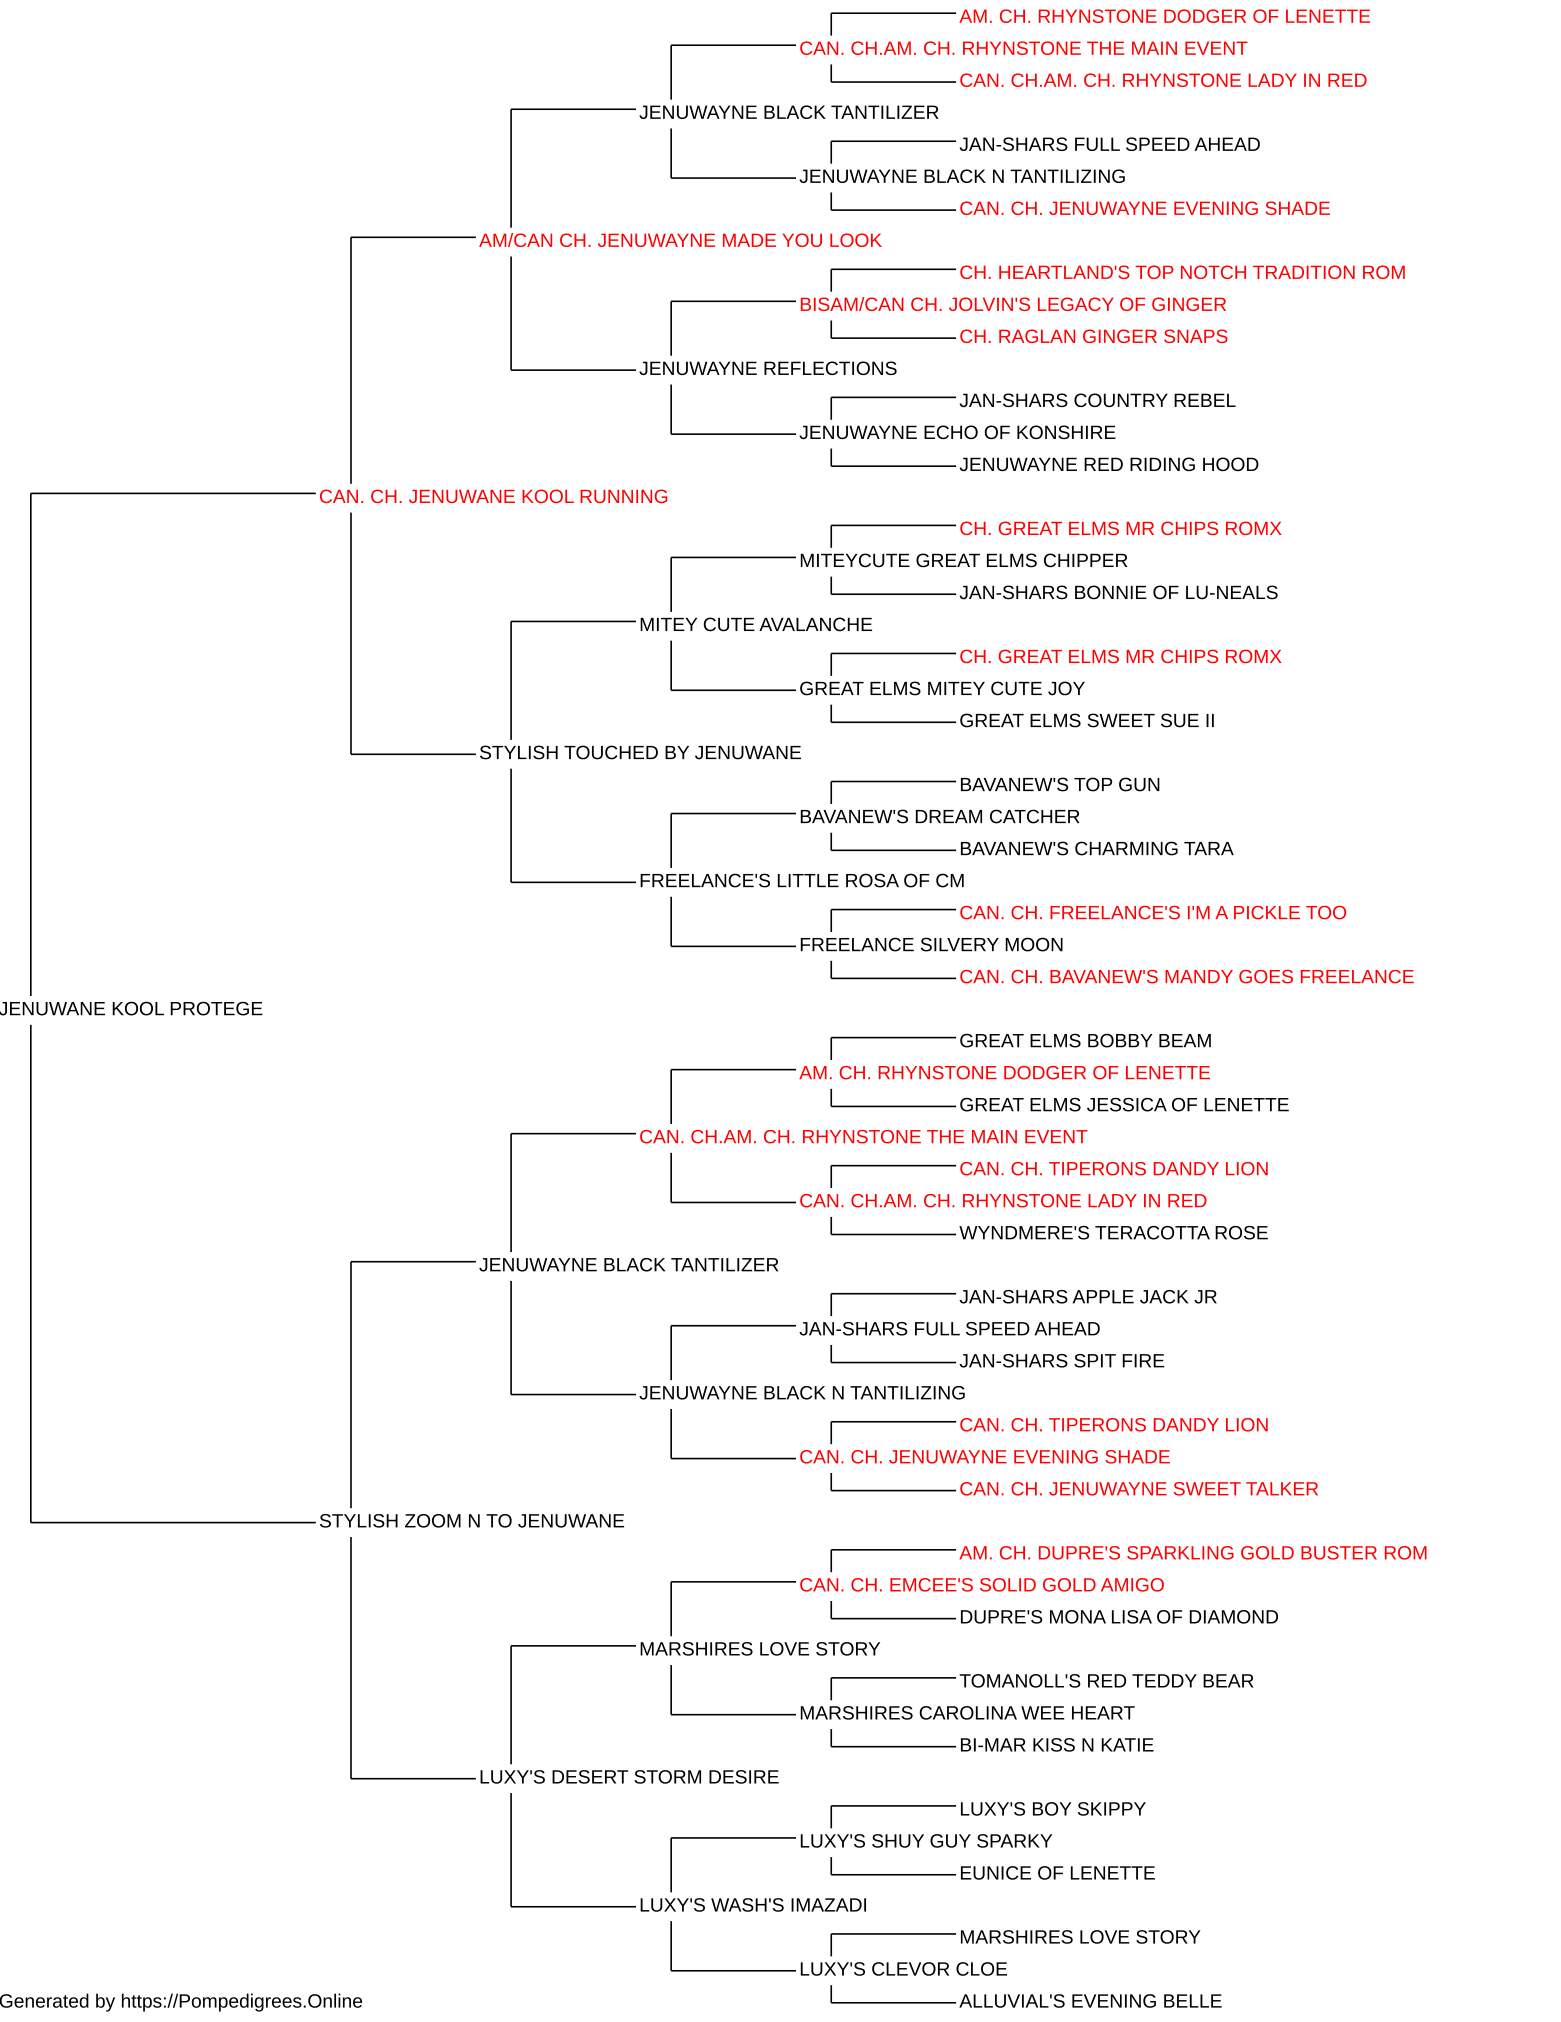 AM. CH. RHYNSTONE DODGER OF LENETTE
CAN. CH.AM. CH. RHYNSTONE THE MAIN EVENT
CAN. CH.AM. CH. RHYNSTONE LADY IN RED
JENUWAYNE BLACK TANTILIZER
JAN-SHARS FULL SPEED AHEAD
JENUWAYNE BLACK N TANTILIZING
CAN. CH. JENUWAYNE EVENING SHADE
AM/CAN CH. JENUWAYNE MADE YOU LOOK
CH. HEARTLAND'S TOP NOTCH TRADITION ROM
BISAM/CAN CH. JOLVIN'S LEGACY OF GINGER
CH. RAGLAN GINGER SNAPS
JENUWAYNE REFLECTIONS
JAN-SHARS COUNTRY REBEL
JENUWAYNE ECHO OF KONSHIRE
JENUWAYNE RED RIDING HOOD
CAN. CH. JENUWANE KOOL RUNNING
CH. GREAT ELMS MR CHIPS ROMX
MITEYCUTE GREAT ELMS CHIPPER
JAN-SHARS BONNIE OF LU-NEALS
MITEY CUTE AVALANCHE
CH. GREAT ELMS MR CHIPS ROMX
GREAT ELMS MITEY CUTE JOY
GREAT ELMS SWEET SUE II
STYLISH TOUCHED BY JENUWANE
BAVANEW'S TOP GUN
BAVANEW'S DREAM CATCHER
BAVANEW'S CHARMING TARA
FREELANCE'S LITTLE ROSA OF CM
CAN. CH. FREELANCE'S I'M A PICKLE TOO
FREELANCE SILVERY MOON
CAN. CH. BAVANEW'S MANDY GOES FREELANCE
JENUWANE KOOL PROTEGE
GREAT ELMS BOBBY BEAM
AM. CH. RHYNSTONE DODGER OF LENETTE
GREAT ELMS JESSICA OF LENETTE
CAN. CH.AM. CH. RHYNSTONE THE MAIN EVENT
CAN. CH. TIPERONS DANDY LION
CAN. CH.AM. CH. RHYNSTONE LADY IN RED
WYNDMERE'S TERACOTTA ROSE
JENUWAYNE BLACK TANTILIZER
JAN-SHARS APPLE JACK JR
JAN-SHARS FULL SPEED AHEAD
JAN-SHARS SPIT FIRE
JENUWAYNE BLACK N TANTILIZING
CAN. CH. TIPERONS DANDY LION
CAN. CH. JENUWAYNE EVENING SHADE
CAN. CH. JENUWAYNE SWEET TALKER
STYLISH ZOOM N TO JENUWANE
AM. CH. DUPRE'S SPARKLING GOLD BUSTER ROM
CAN. CH. EMCEE'S SOLID GOLD AMIGO
DUPRE'S MONA LISA OF DIAMOND
MARSHIRES LOVE STORY
TOMANOLL'S RED TEDDY BEAR
MARSHIRES CAROLINA WEE HEART
BI-MAR KISS N KATIE
LUXY'S DESERT STORM DESIRE
LUXY'S BOY SKIPPY
LUXY'S SHUY GUY SPARKY
EUNICE OF LENETTE
LUXY'S WASH'S IMAZADI
MARSHIRES LOVE STORY
LUXY'S CLEVOR CLOE
ALLUVIAL'S EVENING BELLE
Generated by https://Pompedigrees.Online